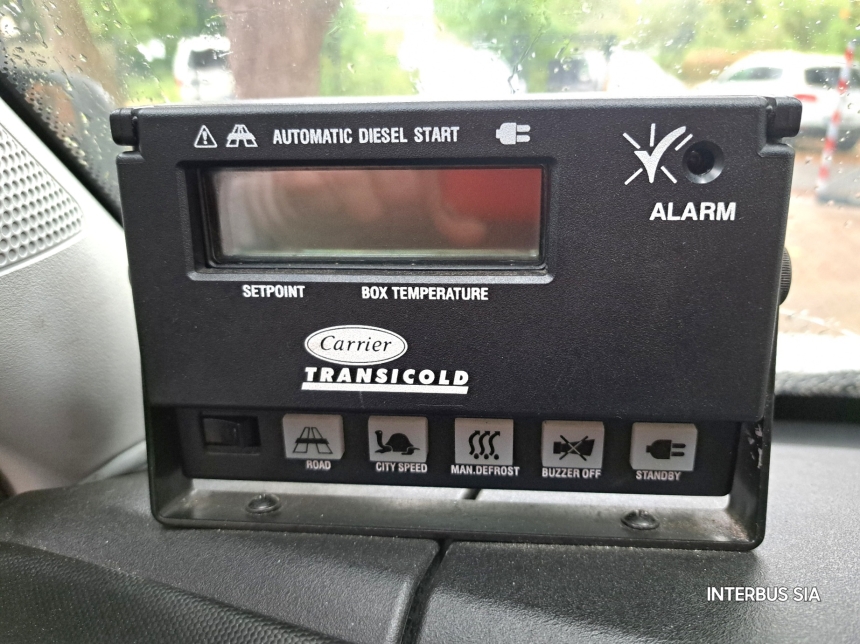 AUTOMATIC DIESEL START
ALARM
SETPOINT BOX TEMPERATURE
Carrier
TRANSICOLD
ROAD CITY SPEED MAN.DEFROST BUZZER OFF STANDBY
INTERBUS SIA